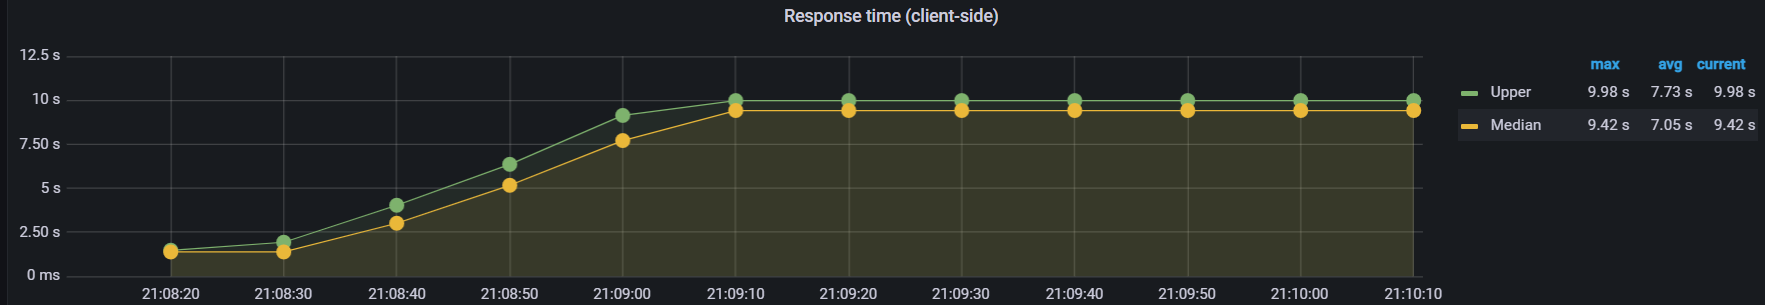 Response time (client-side)
12.5 s
10 s
7.50 s
5 s
2.50 s
0 ms
21:08:20 21:08:30 21:08:40 21:08:50 21:09:00 21:09:10 21:09:20 21:09:30 21:09:40 21:09:50 21:10:00 21:10:10
max avg current
Upper 9.98 s 7.73 s 9.98 s
Median 9.42 s 7.05 s 9.42 s